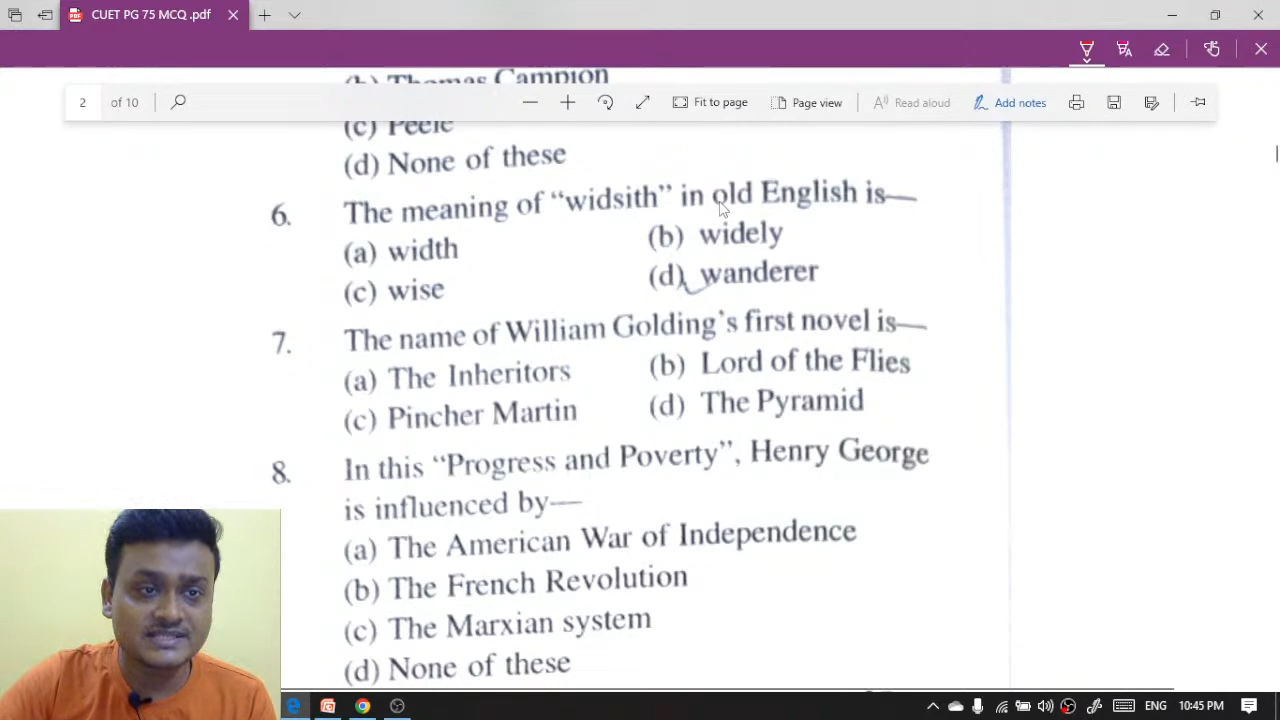 CUET PG 75 MCQ .pdf
(b) Thomas Campion
2 of 10
Fit to page
Page view
Read aloud
Add notes
(c) Peele
(d) None of these
6. The meaning of “widsith” in old English is—
(a) width (b) widely
(c) wise (d) wanderer
7. The name of William Golding's first novel is—
(a) The Inheritors (b) Lord of the Flies
(c) Pincher Martin (d) The Pyramid
8. In this “Progress and Poverty”, Henry George
is influenced by—
(a) The American War of Independence
(b) The French Revolution
(c) The Marxian system
(d) None of these
ENG 10:45 PM